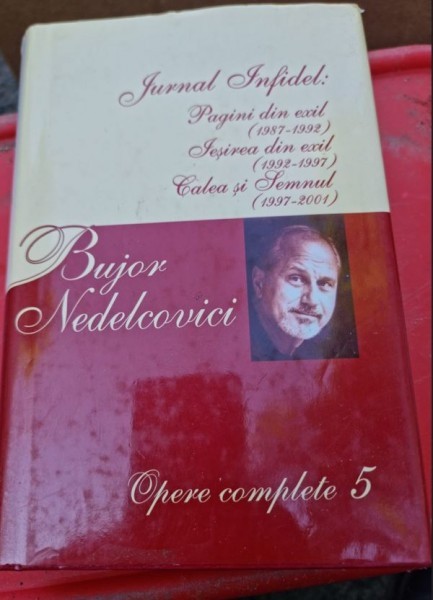 Jurnal Infidel:
Pagini din exil
(1987-1992)
Ieșirea din exil
(1992-1997)
Calea și Semnul
(1997-2001)
Bujor
Nedelcovici
Opere complete 5